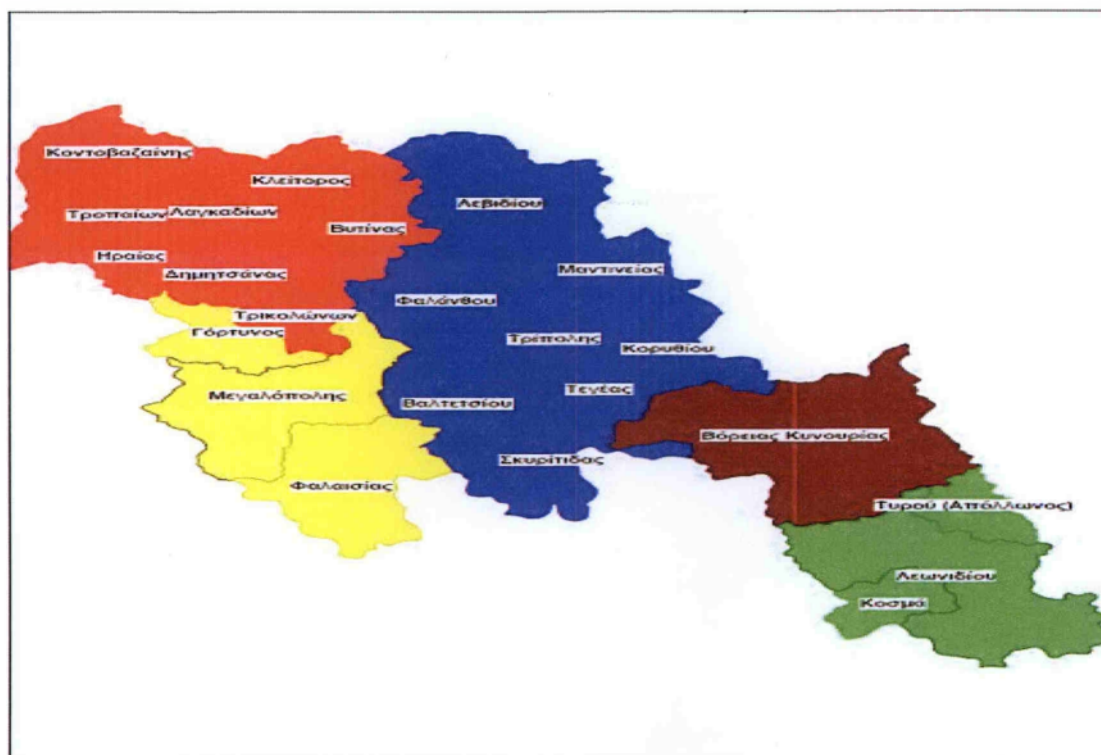 Κοντοβαζαίνης
Κλείτορος
Τροπαίων
Λαγκαδίων
Λεβιδίου
Βυτίνας
Ηραίας
Δημητσάνας
Μαντινείας
Φαλάνθου
Τρικολώνων
Γόρτυνος
Τρίπολης
Κορυθίου
Μεγαλόπολης
Τεγέας
Βαλτετσίου
Βόρειας Κυνουρίας
Σκυρίτιδας
Φαλαισίας
Τυρού (Απόλλωνος)
Λεωνιδίου
Κοσμά